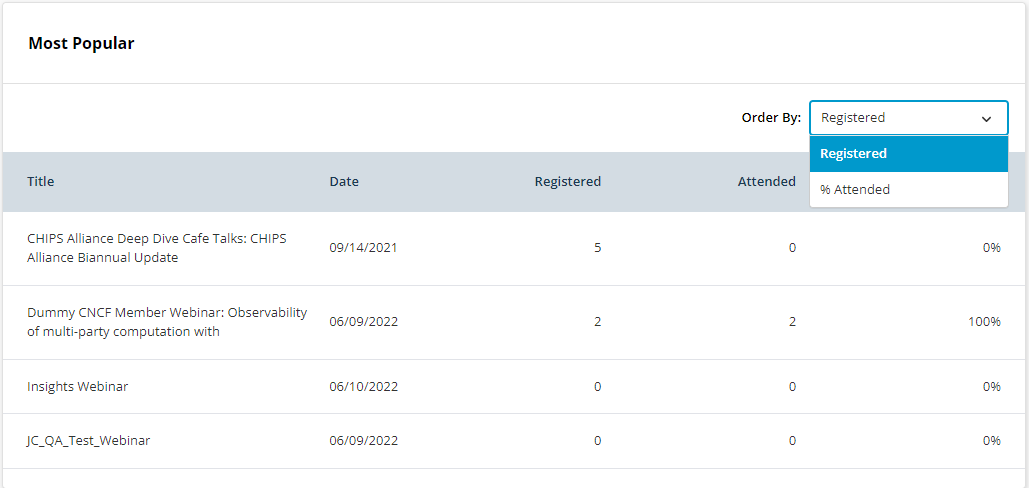 Most Popular
Order By: Registered
Registered
% Attended
Title Date Registered Attended
CHIPS Alliance Deep Dive Cafe Talks: CHIPS
Alliance Biannual Update
09/14/2021 5 0 0%
Dummy CNCF Member Webinar: Observability
of multi-party computation with
06/09/2022 2 2 100%
Insights Webinar 06/10/2022 0 0 0%
JC_QA_Test_Webinar 06/09/2022 0 0 0%